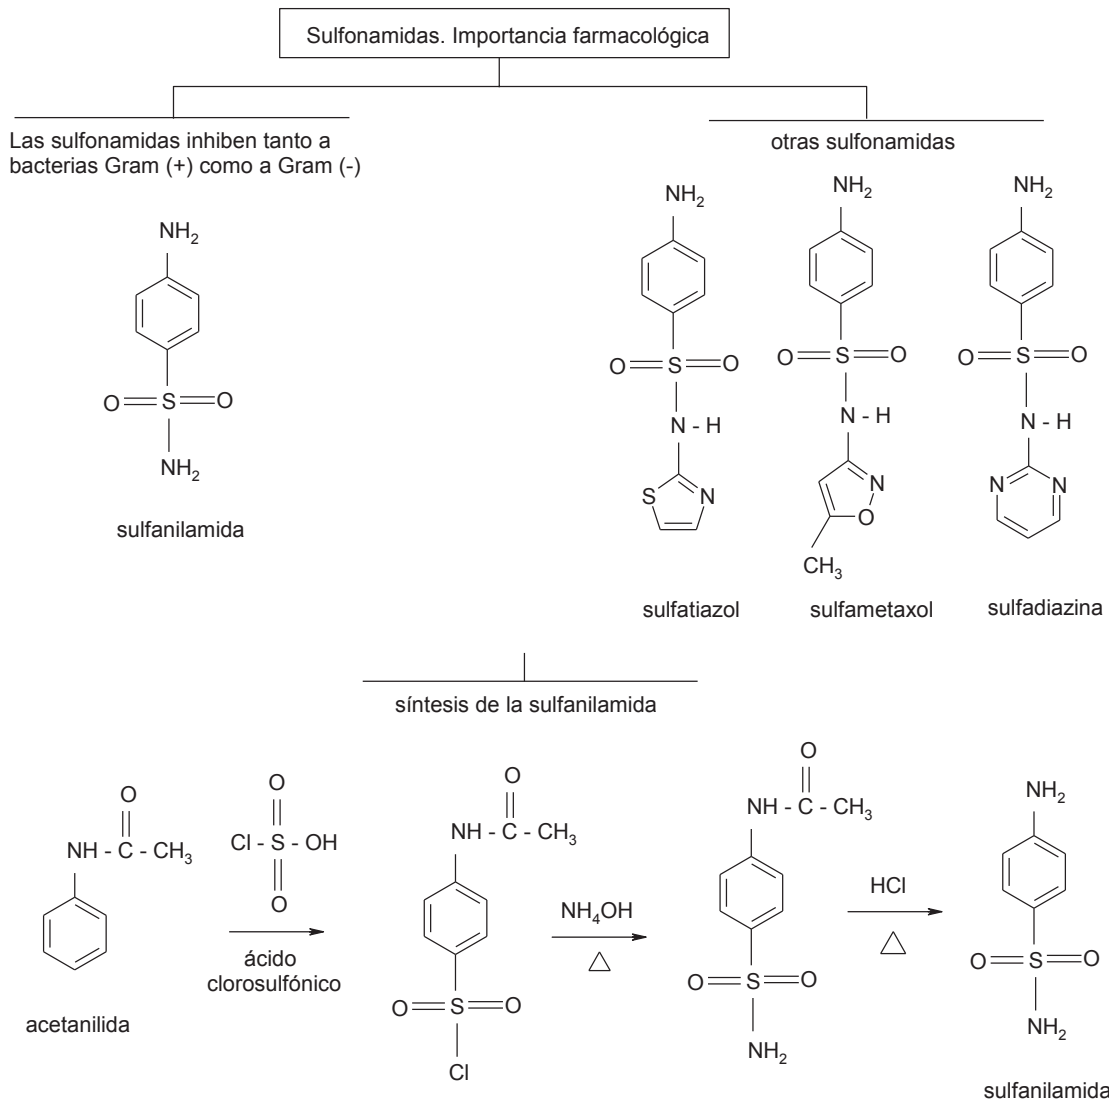 Sulfonamidas. Importancia farmacológica
Las sulfonamidas inhiben tanto a
bacterias Gram (+) como a Gram (-)
otras sulfonamidas
NH₂
O S O
NH₂
sulfanilamida
NH₂
O S O
N - H
S N
sulfatiazol
NH₂
O S O
N - H
N
O
CH₃
sulfametaxol
NH₂
O S O
N - H
N N
sulfadiazina
síntesis de la sulfanilamida
O
NH - C - CH₃
acetanilida
O
Cl - S - OH
O
ácido
clorosulfónico
O
NH - C - CH₃
O S O
Cl
NH₄OH
△
O
NH - C - CH₃
O S O
NH₂
HCl
△
NH₂
O S O
NH₂
sulfanilamida